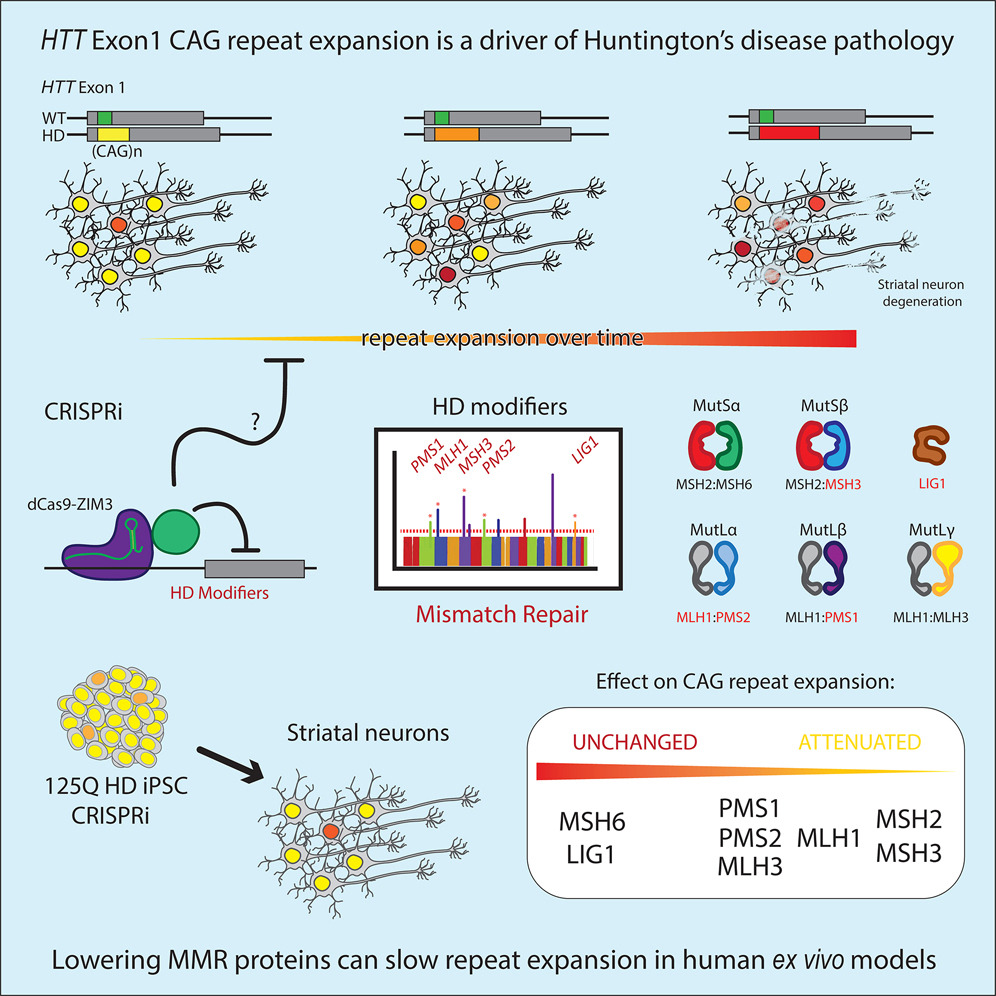 HTT Exon1 CAG repeat expansion is a driver of Huntington's disease pathology
HTT Exon 1
WT
HD
(CAG)n
Striatal neuron
degeneration
repeat expansion over time
CRISPRi
?
dCas9-ZIM3
HD Modifiers
HD modifiers
PMS1
MLH1
MSH3
PMS2
LIG1
* * * *
Mismatch Repair
MutSα
MutSβ
MSH2:MSH6
MSH2:MSH3
LIG1
MutLα
MutLβ
MutLγ
MLH1:PMS2
MLH1:PMS1
MLH1:MLH3
125Q HD iPSC
CRISPRi
Striatal neurons
Effect on CAG repeat expansion:
UNCHANGED
ATTENUATED
MSH6
LIG1
PMS1
PMS2
MLH3
MLH1
MSH2
MSH3
Lowering MMR proteins can slow repeat expansion in human ex vivo models